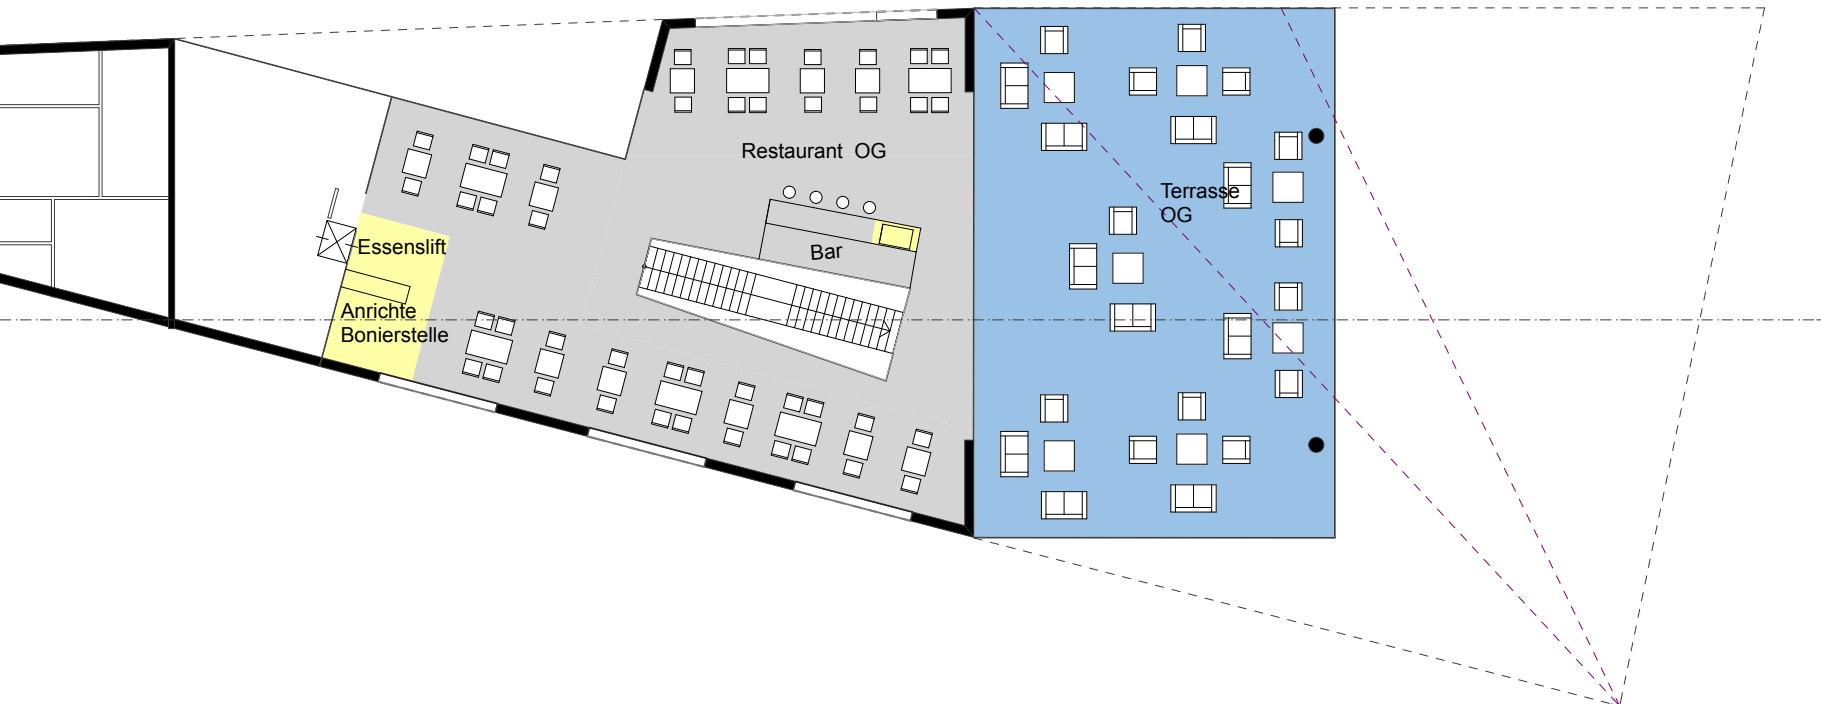 Restaurant OG
Terrasse
OG
Essenslift
Bar
Anrichte
Bonierstelle